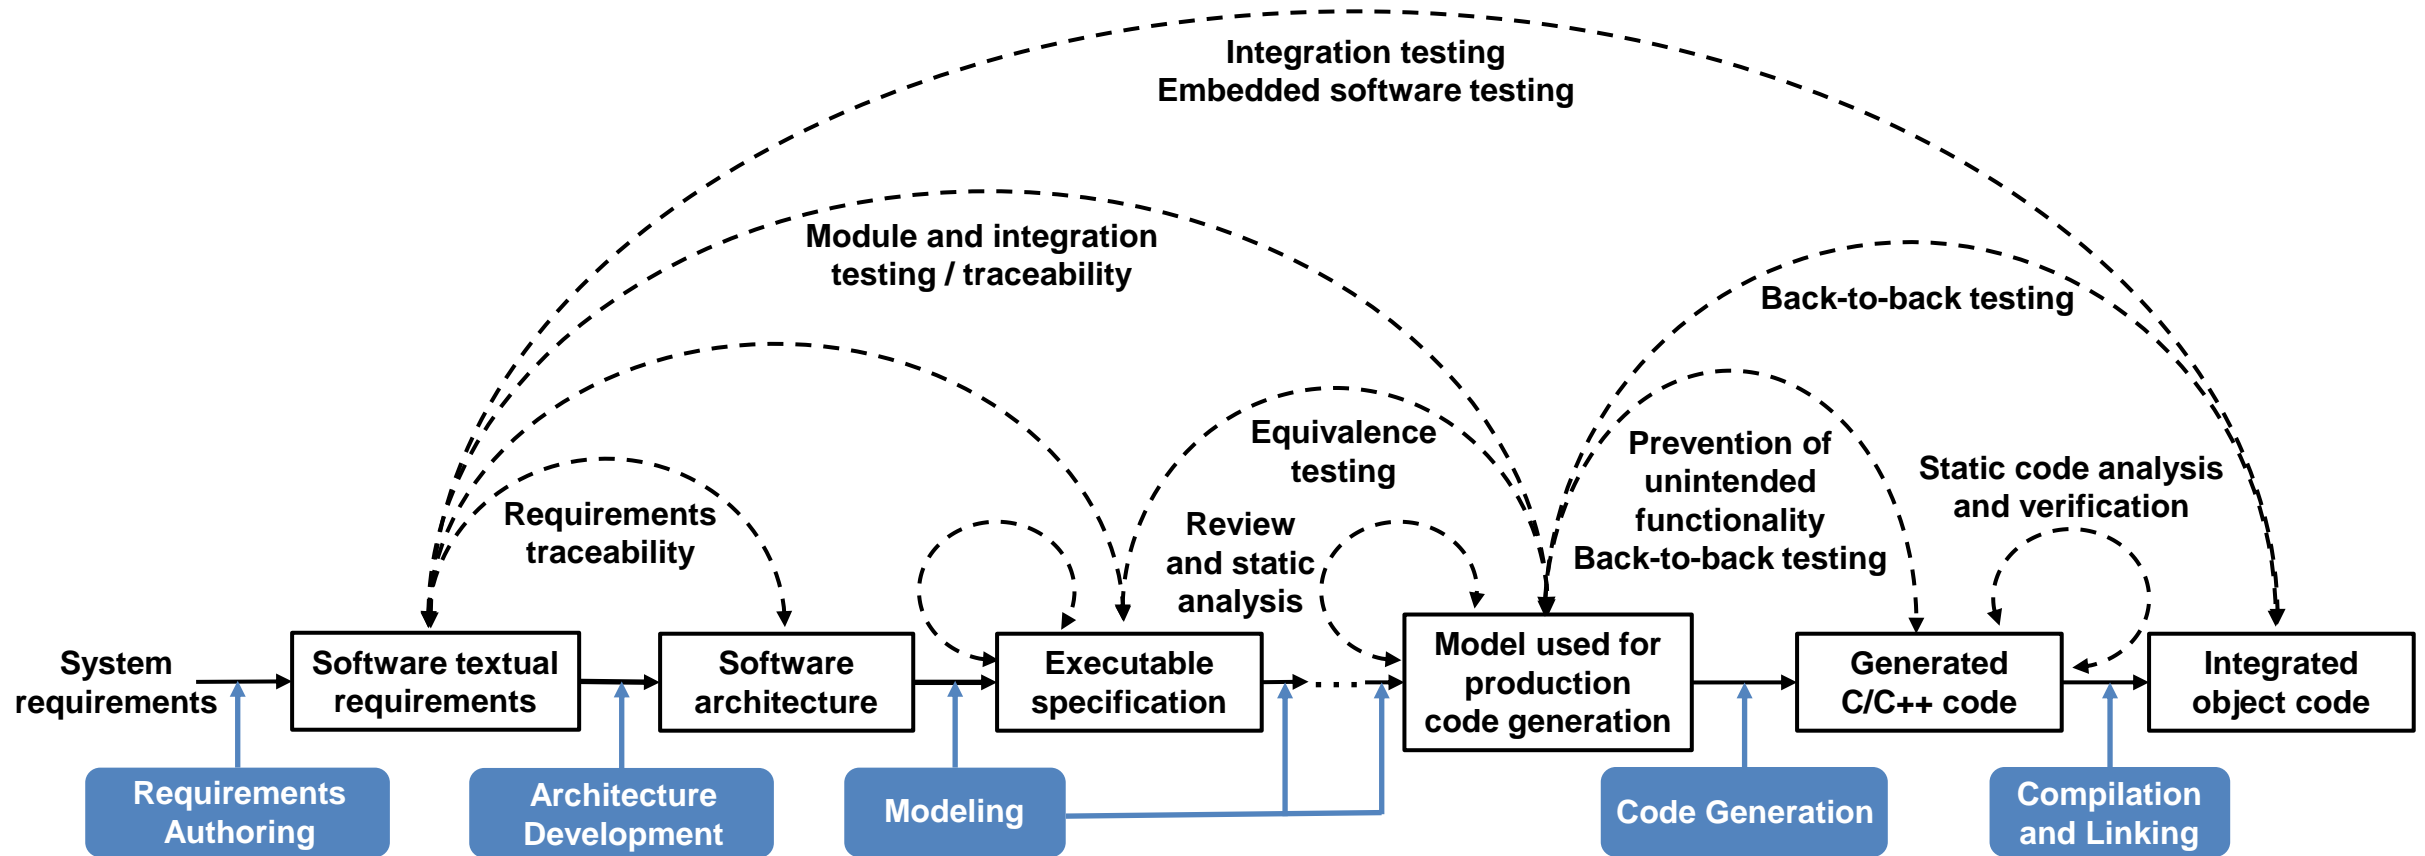 Integration testing
Embedded software testing
Module and integration
testing / traceability
Back-to-back testing
Equivalence
testing
Prevention of
unintended
functionality
Back-to-back testing
Static code analysis
and verification
Requirements
traceability
Review
and static
analysis
System
requirements
Software textual
requirements
Software
architecture
Executable
specification
....
Model used for
production
code generation
Generated
C/C++ code
Integrated
object code
Requirements
Authoring
Architecture
Development
Modeling
Code Generation
Compilation
and Linking